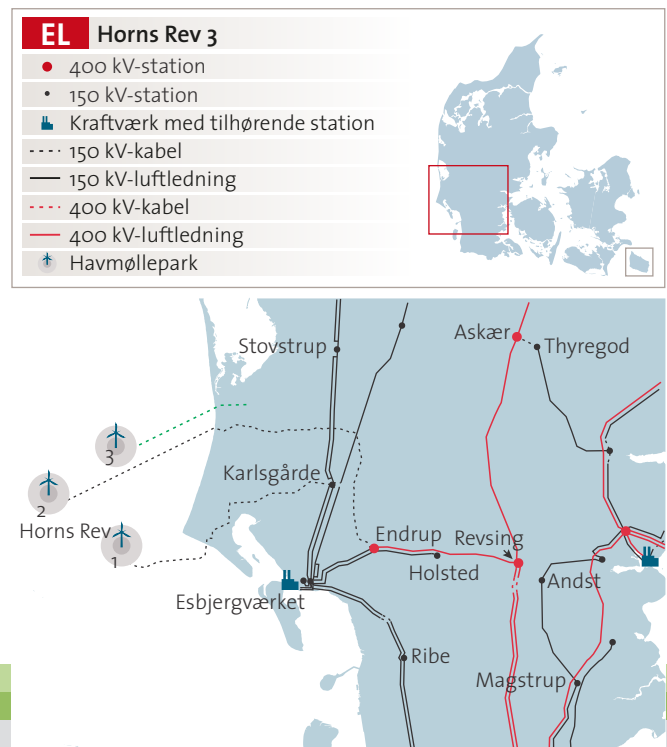 EL Horns Rev 3
400 kV-station
150 kV-station
Kraftværk med tilhørende station
150 kV-kabel
150 kV-luftledning
400 kV-kabel
400 kV-luftledning
Havmøllepark
Askær
Stovstrup
Thyregod
3
Karlsgårde
2
Horns Rev
1
Endrup
Revsing
Holsted
Andst
Esbjergværket
Ribe
Magstrup